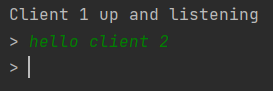 Client 1 up and listening
> hello client 2
>